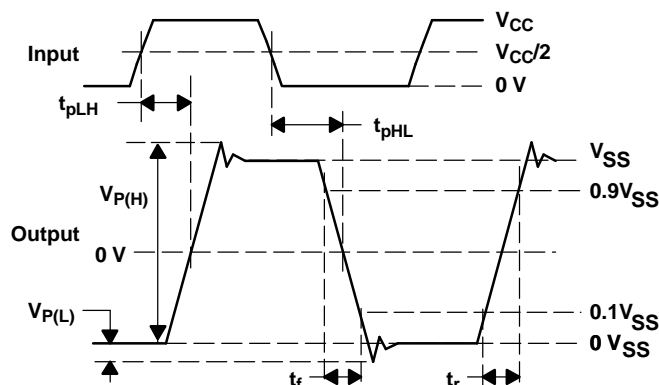 V_CC
Input
V_CC/2
0 V
t_pLH
t_pHL
V_SS
0.9V_SS
V_P(H)
Output
0 V
V_P(L)
0.1V_SS
0 V_SS
t_f
t_r